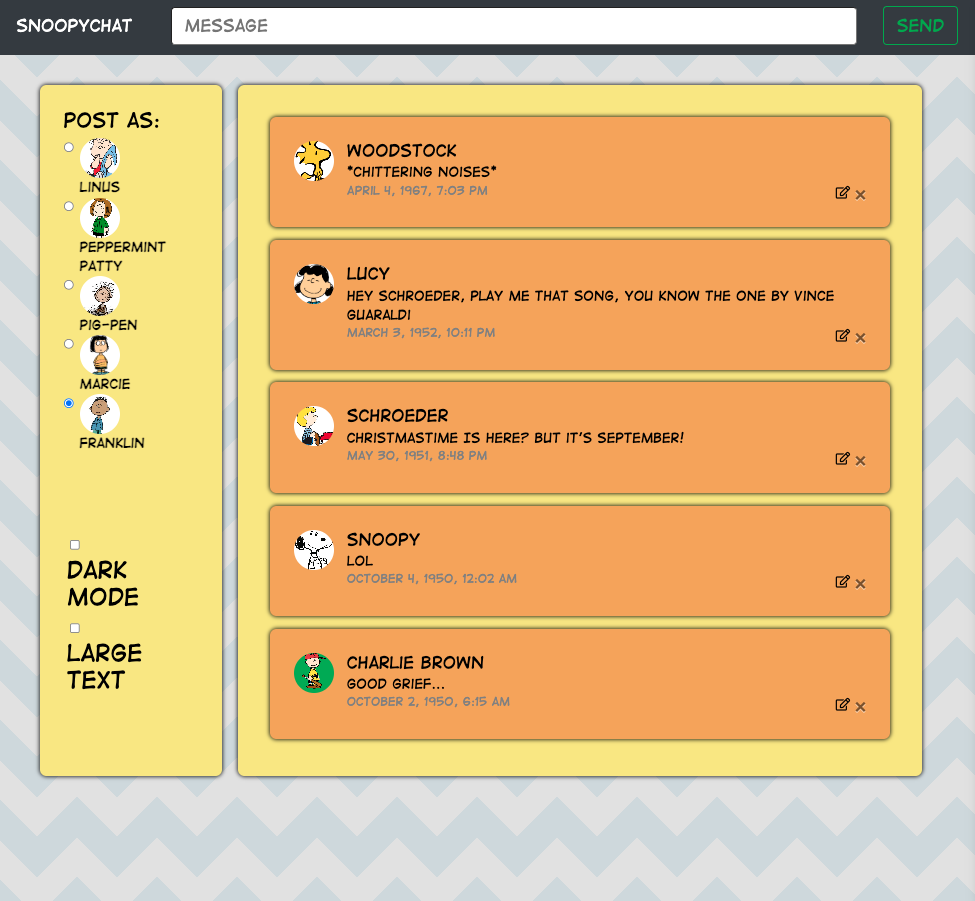 SNOOPYCHAT
MESSAGE
SEND
POST AS:
LINUS
PEPPERMINT
PATTY
PIG-PEN
MARCIE
FRANKLIN
DARK
MODE
LARGE
TEXT
WOODSTOCK
*CHITTERING NOISES*
APRIL 4, 1967, 7:03 PM
LUCY
HEY SCHROEDER, PLAY ME THAT SONG, YOU KNOW THE ONE BY VINCE
GUARALDI
MARCH 3, 1952, 10:11 PM
SCHROEDER
CHRISTMASTIME IS HERE? BUT IT'S SEPTEMBER!
MAY 30, 1951, 8:48 PM
SNOOPY
LOL
OCTOBER 4, 1950, 12:02 AM
CHARLIE BROWN
GOOD GRIEF...
OCTOBER 2, 1950, 6:15 AM